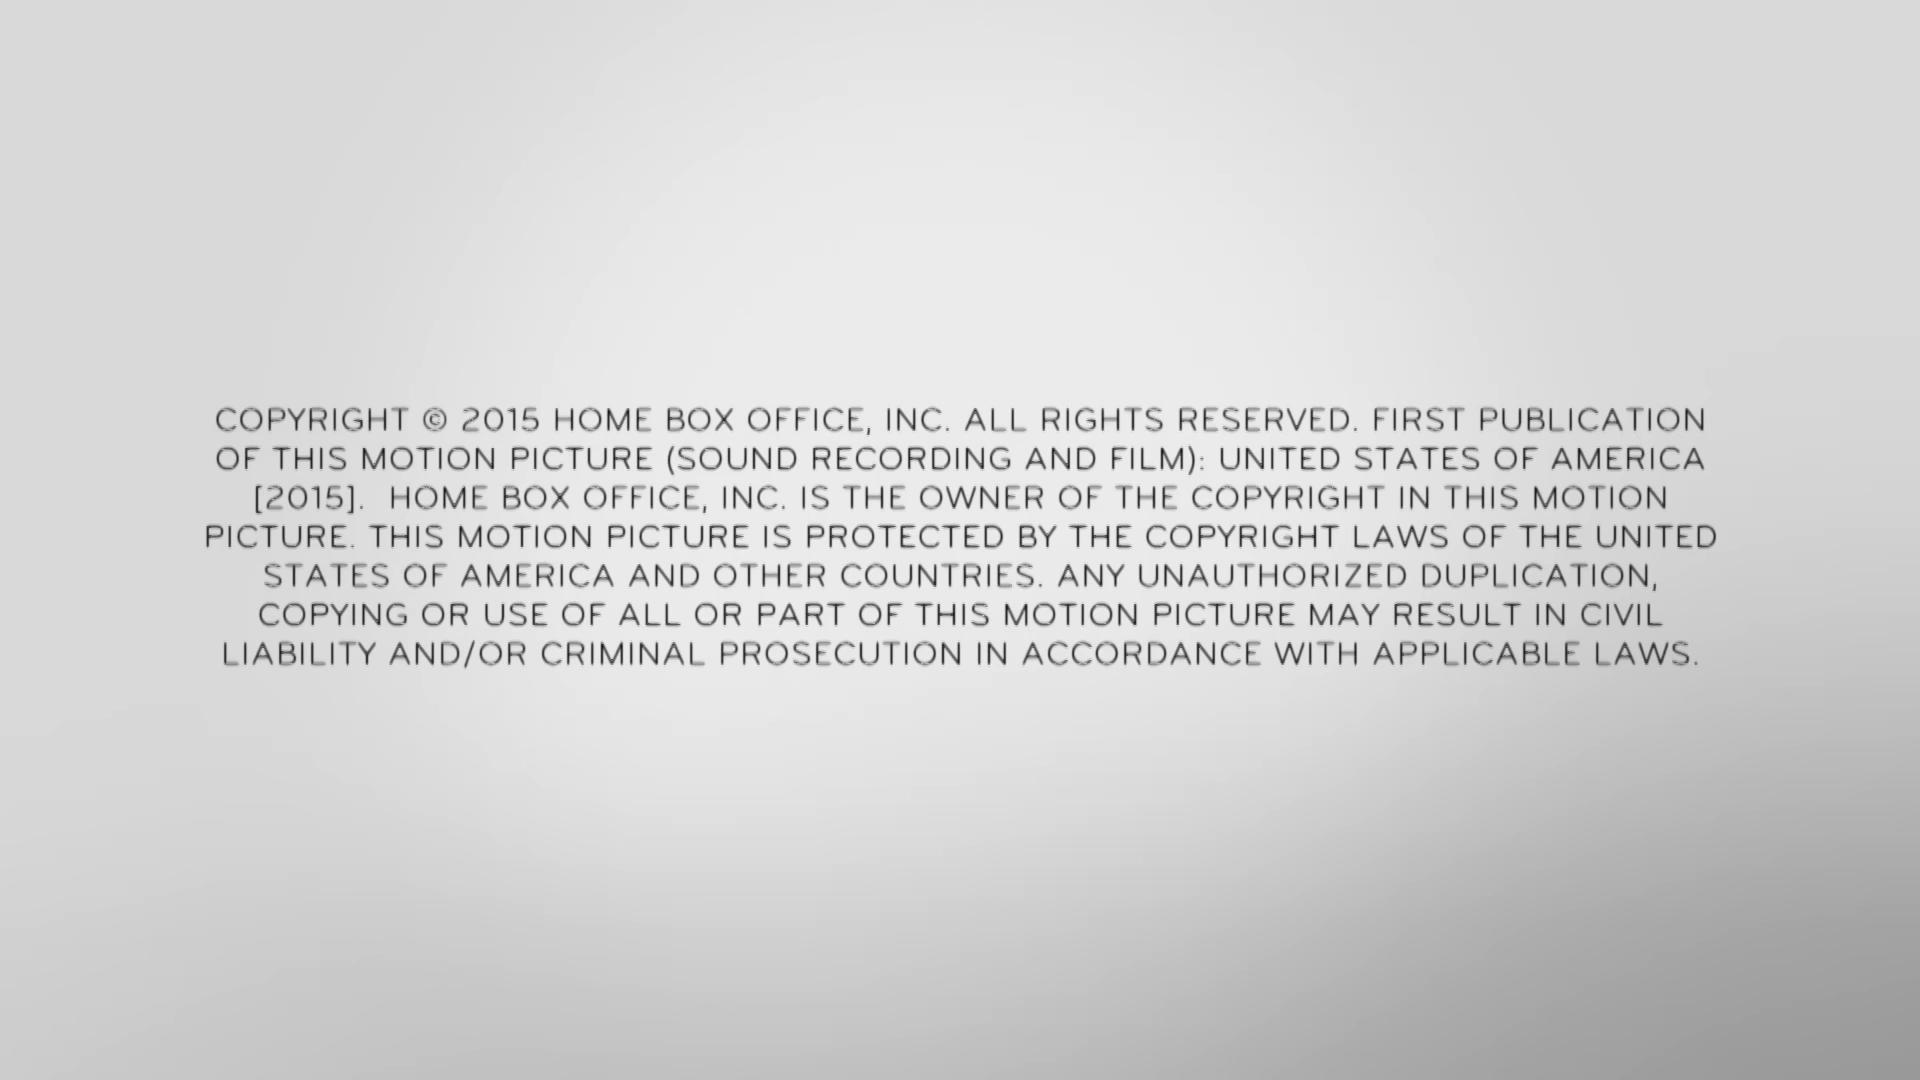 COPYRIGHT © 2015 HOME BOX OFFICE, INC. ALL RIGHTS RESERVED. FIRST PUBLICATION
OF THIS MOTION PICTURE (SOUND RECORDING AND FILM): UNITED STATES OF AMERICA
[2015].  HOME BOX OFFICE, INC. IS THE OWNER OF THE COPYRIGHT IN THIS MOTION
PICTURE. THIS MOTION PICTURE IS PROTECTED BY THE COPYRIGHT LAWS OF THE UNITED
STATES OF AMERICA AND OTHER COUNTRIES. ANY UNAUTHORIZED DUPLICATION,
COPYING OR USE OF ALL OR PART OF THIS MOTION PICTURE MAY RESULT IN CIVIL
LIABILITY AND/OR CRIMINAL PROSECUTION IN ACCORDANCE WITH APPLICABLE LAWS.